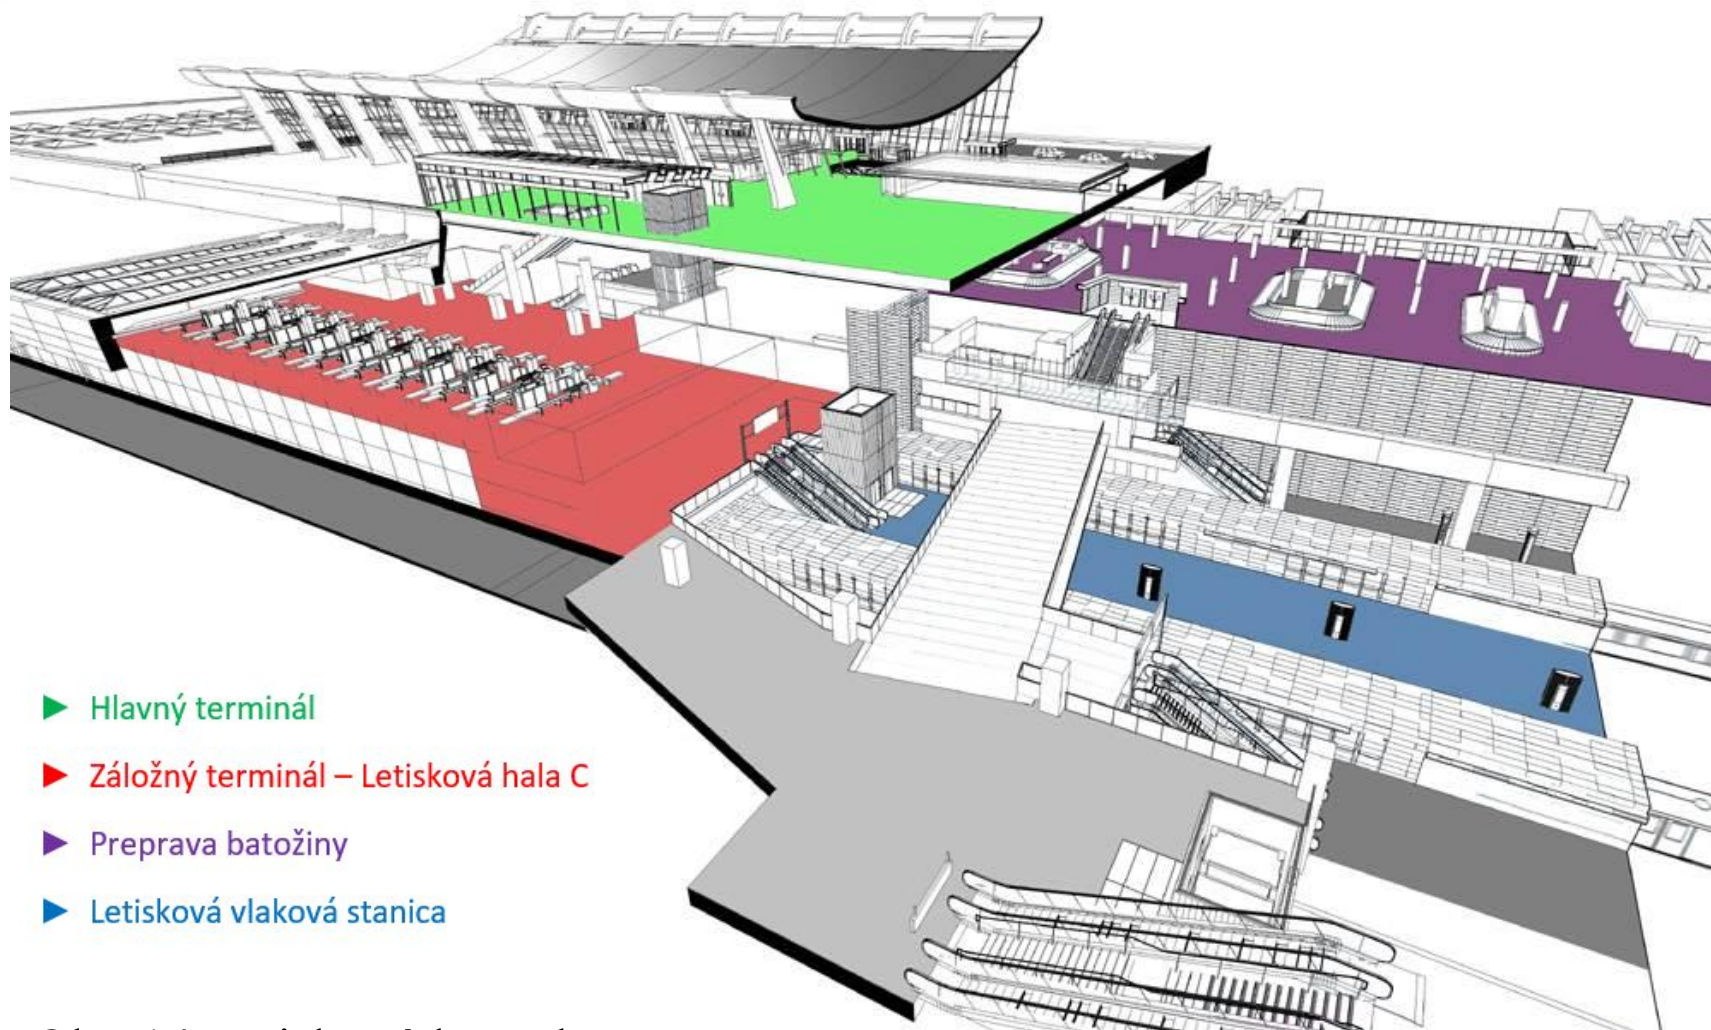 Hlavný terminál
Záložný terminál – Letisková hala C
Preprava batožiny
Letisková vlaková stanica